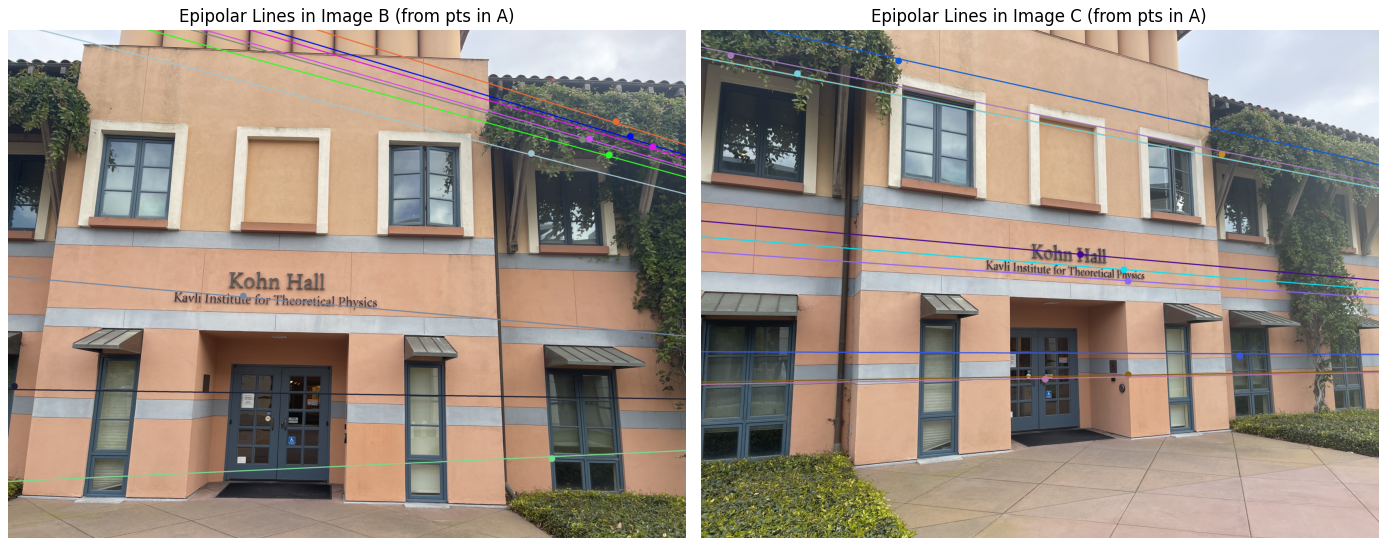 Epipolar Lines in Image B (from pts in A)
Kohn Hall
Kavli Institute for Theoretical Physics
Epipolar Lines in Image C (from pts in A)
Kohn Hall
Kavli Institute for Theoretical Physics